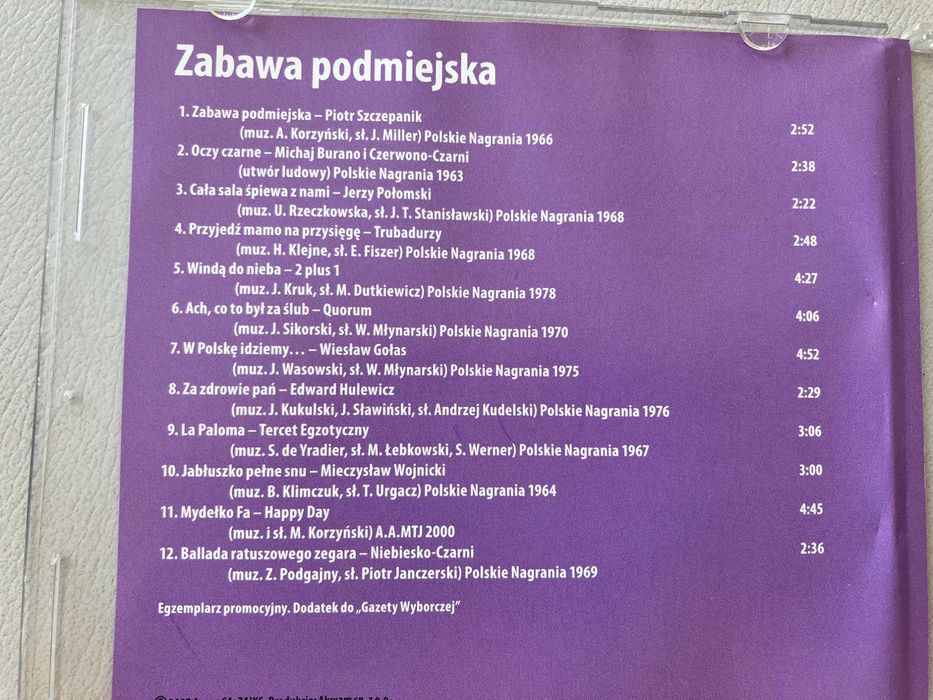 Zabawa podmiejska
1. Zabawa podmiejska – Piotr Szczepanik
(muz. A. Korzyński, sł. J. Miller) Polskie Nagrania 1966 2:52
2. Oczy czarne – Michaj Burano i Czerwono-Czarni
(utwór ludowy) Polskie Nagrania 1963 2:38
3. Cała sala śpiewa z nami – Jerzy Połomski
(muz. U. Rzeczkowska, sł. J. T. Stanisławski) Polskie Nagrania 1968 2:22
4. Przyjedź mamo na przysięgę – Trubadurzy
(muz. H. Klejne, sł. E. Fiszer) Polskie Nagrania 1968 2:48
5. Windą do nieba – 2 plus 1
(muz. J. Kruk, sł. M. Dutkiewicz) Polskie Nagrania 1978 4:27
6. Ach, co to był za ślub – Quorum
(muz. J. Sikorski, sł. W. Młynarski) Polskie Nagrania 1970 4:06
7. W Polskę idziemy… – Wiesław Gołas
(muz. J. Wasowski, sł. W. Młynarski) Polskie Nagrania 1975 4:52
8. Za zdrowie pań – Edward Hulewicz
(muz. J. Kukulski, J. Sławiński, sł. Andrzej Kudelski) Polskie Nagrania 1976 2:29
9. La Paloma – Tercet Egzotyczny
(muz. S. de Yradier, sł. M. Łebkowski, S. Werner) Polskie Nagrania 1967 3:06
10. Jabłuszko pełne snu – Mieczysław Wojnicki
(muz. B. Klimczuk, sł. T. Urgacz) Polskie Nagrania 1964 3:00
11. Mydełko Fa – Happy Day
(muz. i sł. M. Korzyński) A.A.MTJ 2000 4:45
12. Ballada ratuszowego zegara – Niebiesko-Czarni
(muz. Z. Podgajny, sł. Piotr Janczerski) Polskie Nagrania 1969 2:36
Egzemplarz promocyjny. Dodatek do „Gazety Wyborczej”